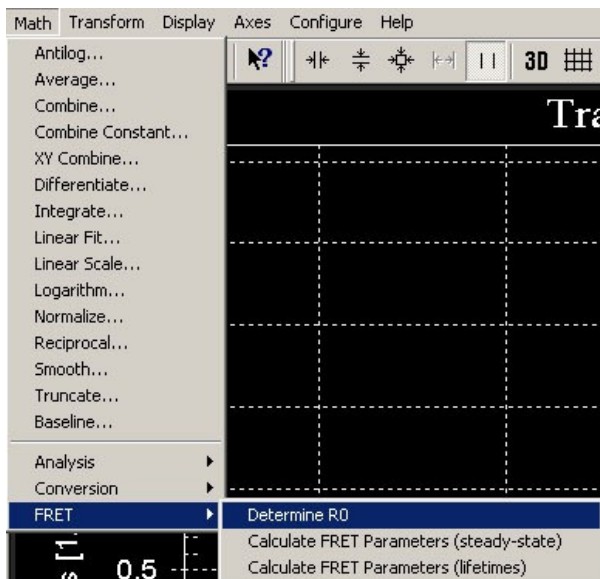 Math Transform Display Axes Configure Help
Antilog...
Average...
Combine...
Combine Constant...
XY Combine...
Differentiate...
Integrate...
Linear Fit...
Linear Scale...
Logarithm...
Normalize...
Reciprocal...
Smooth...
Truncate...
Baseline...
Analysis
Conversion
FRET
?
3D
Tra
Determine R0
Calculate FRET Parameters (steady-state)
Calculate FRET Parameters (lifetimes)
0.5